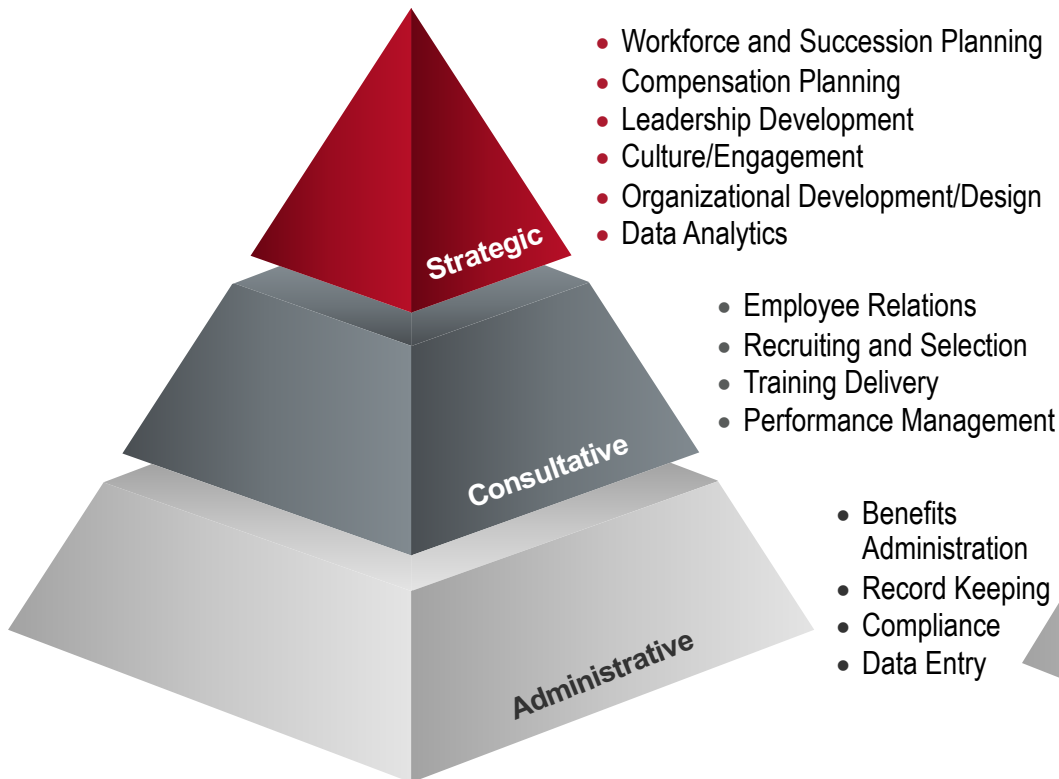 • Workforce and Succession Planning
• Compensation Planning
• Leadership Development
• Culture/Engagement
• Organizational Development/Design
• Data Analytics
Strategic
• Employee Relations
• Recruiting and Selection
• Training Delivery
• Performance Management
Consultative
• Benefits
Administration
• Record Keeping
• Compliance
• Data Entry
Administrative